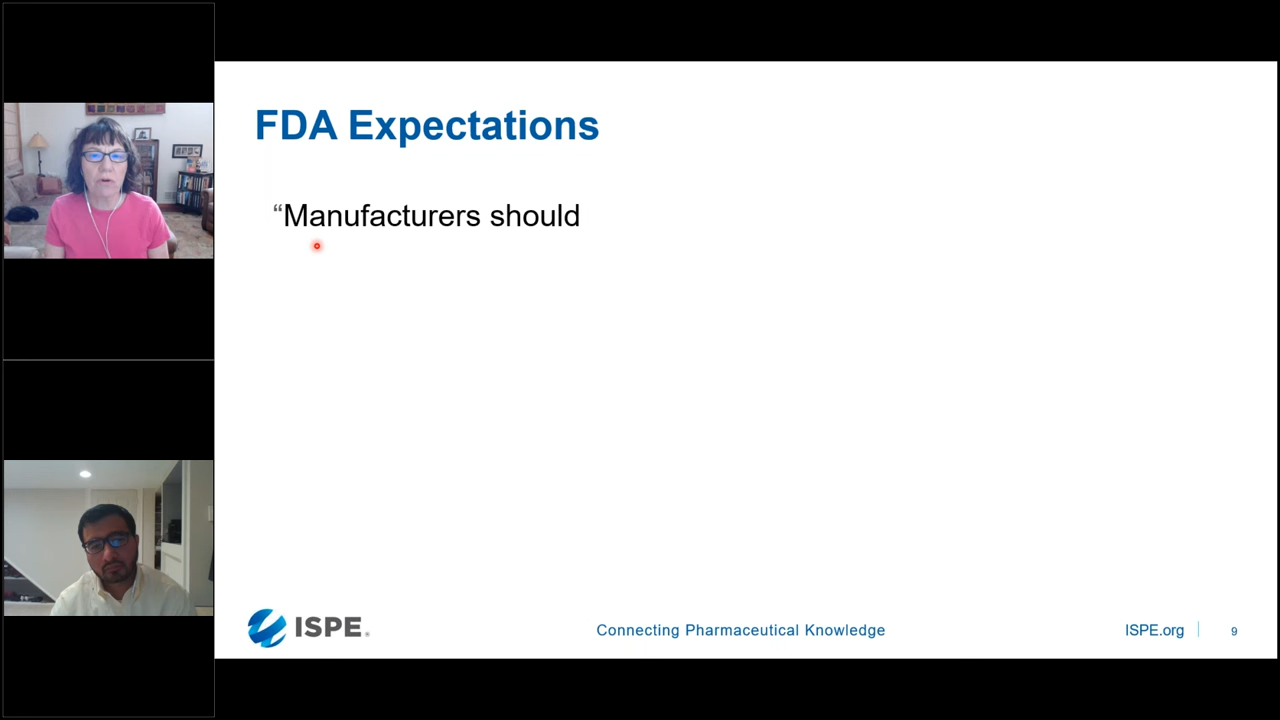 FDA Expectations
“Manufacturers should
ISPE®
Connecting Pharmaceutical Knowledge
ISPE.org
9